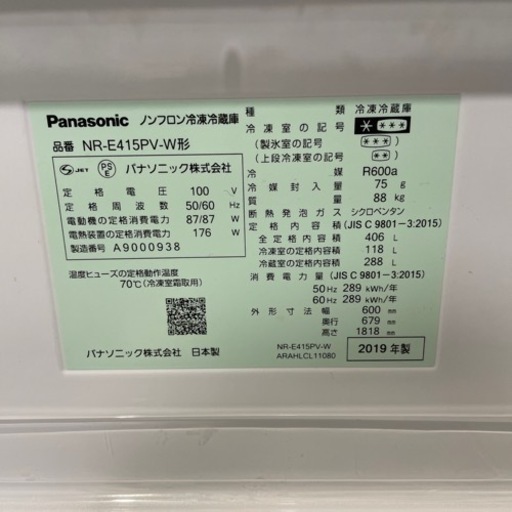 Panasonic ノンフロン冷凍冷蔵庫
品番 NR-E415PV-W形
S JET PS E パナソニック株式会社
定格電圧 100 V
定格周波数 50/60 Hz
電動機の定格消費電力 87/87 W
電熱装置の定格消費電力 176 W
製造番号 A9000938
温度ヒューズの定格動作温度
70℃(冷凍室霜取用)
パナソニック株式会社 日本製
種類 冷凍冷蔵庫
冷凍室の記号 ****
(製氷室の記号) ***
(上段冷凍室の記号) **
冷媒 R600a
冷媒封入量 75 g
質量 88 kg
断熱発泡ガス シクロペンタン
定格内容積 (JIS C 9801-3:2015)
全定格内容積 406 L
冷凍室の定格内容積 118 L
冷蔵室の定格内容積 288 L
消費電力量 (JIS C 9801-3:2015)
50Hz 289 kWh/年
60Hz 289 kWh/年
外形寸法 幅 600 mm
奥行 679 mm
高さ 1818 mm
NR-E415PV-W
ARAHLCL11080
2019年製